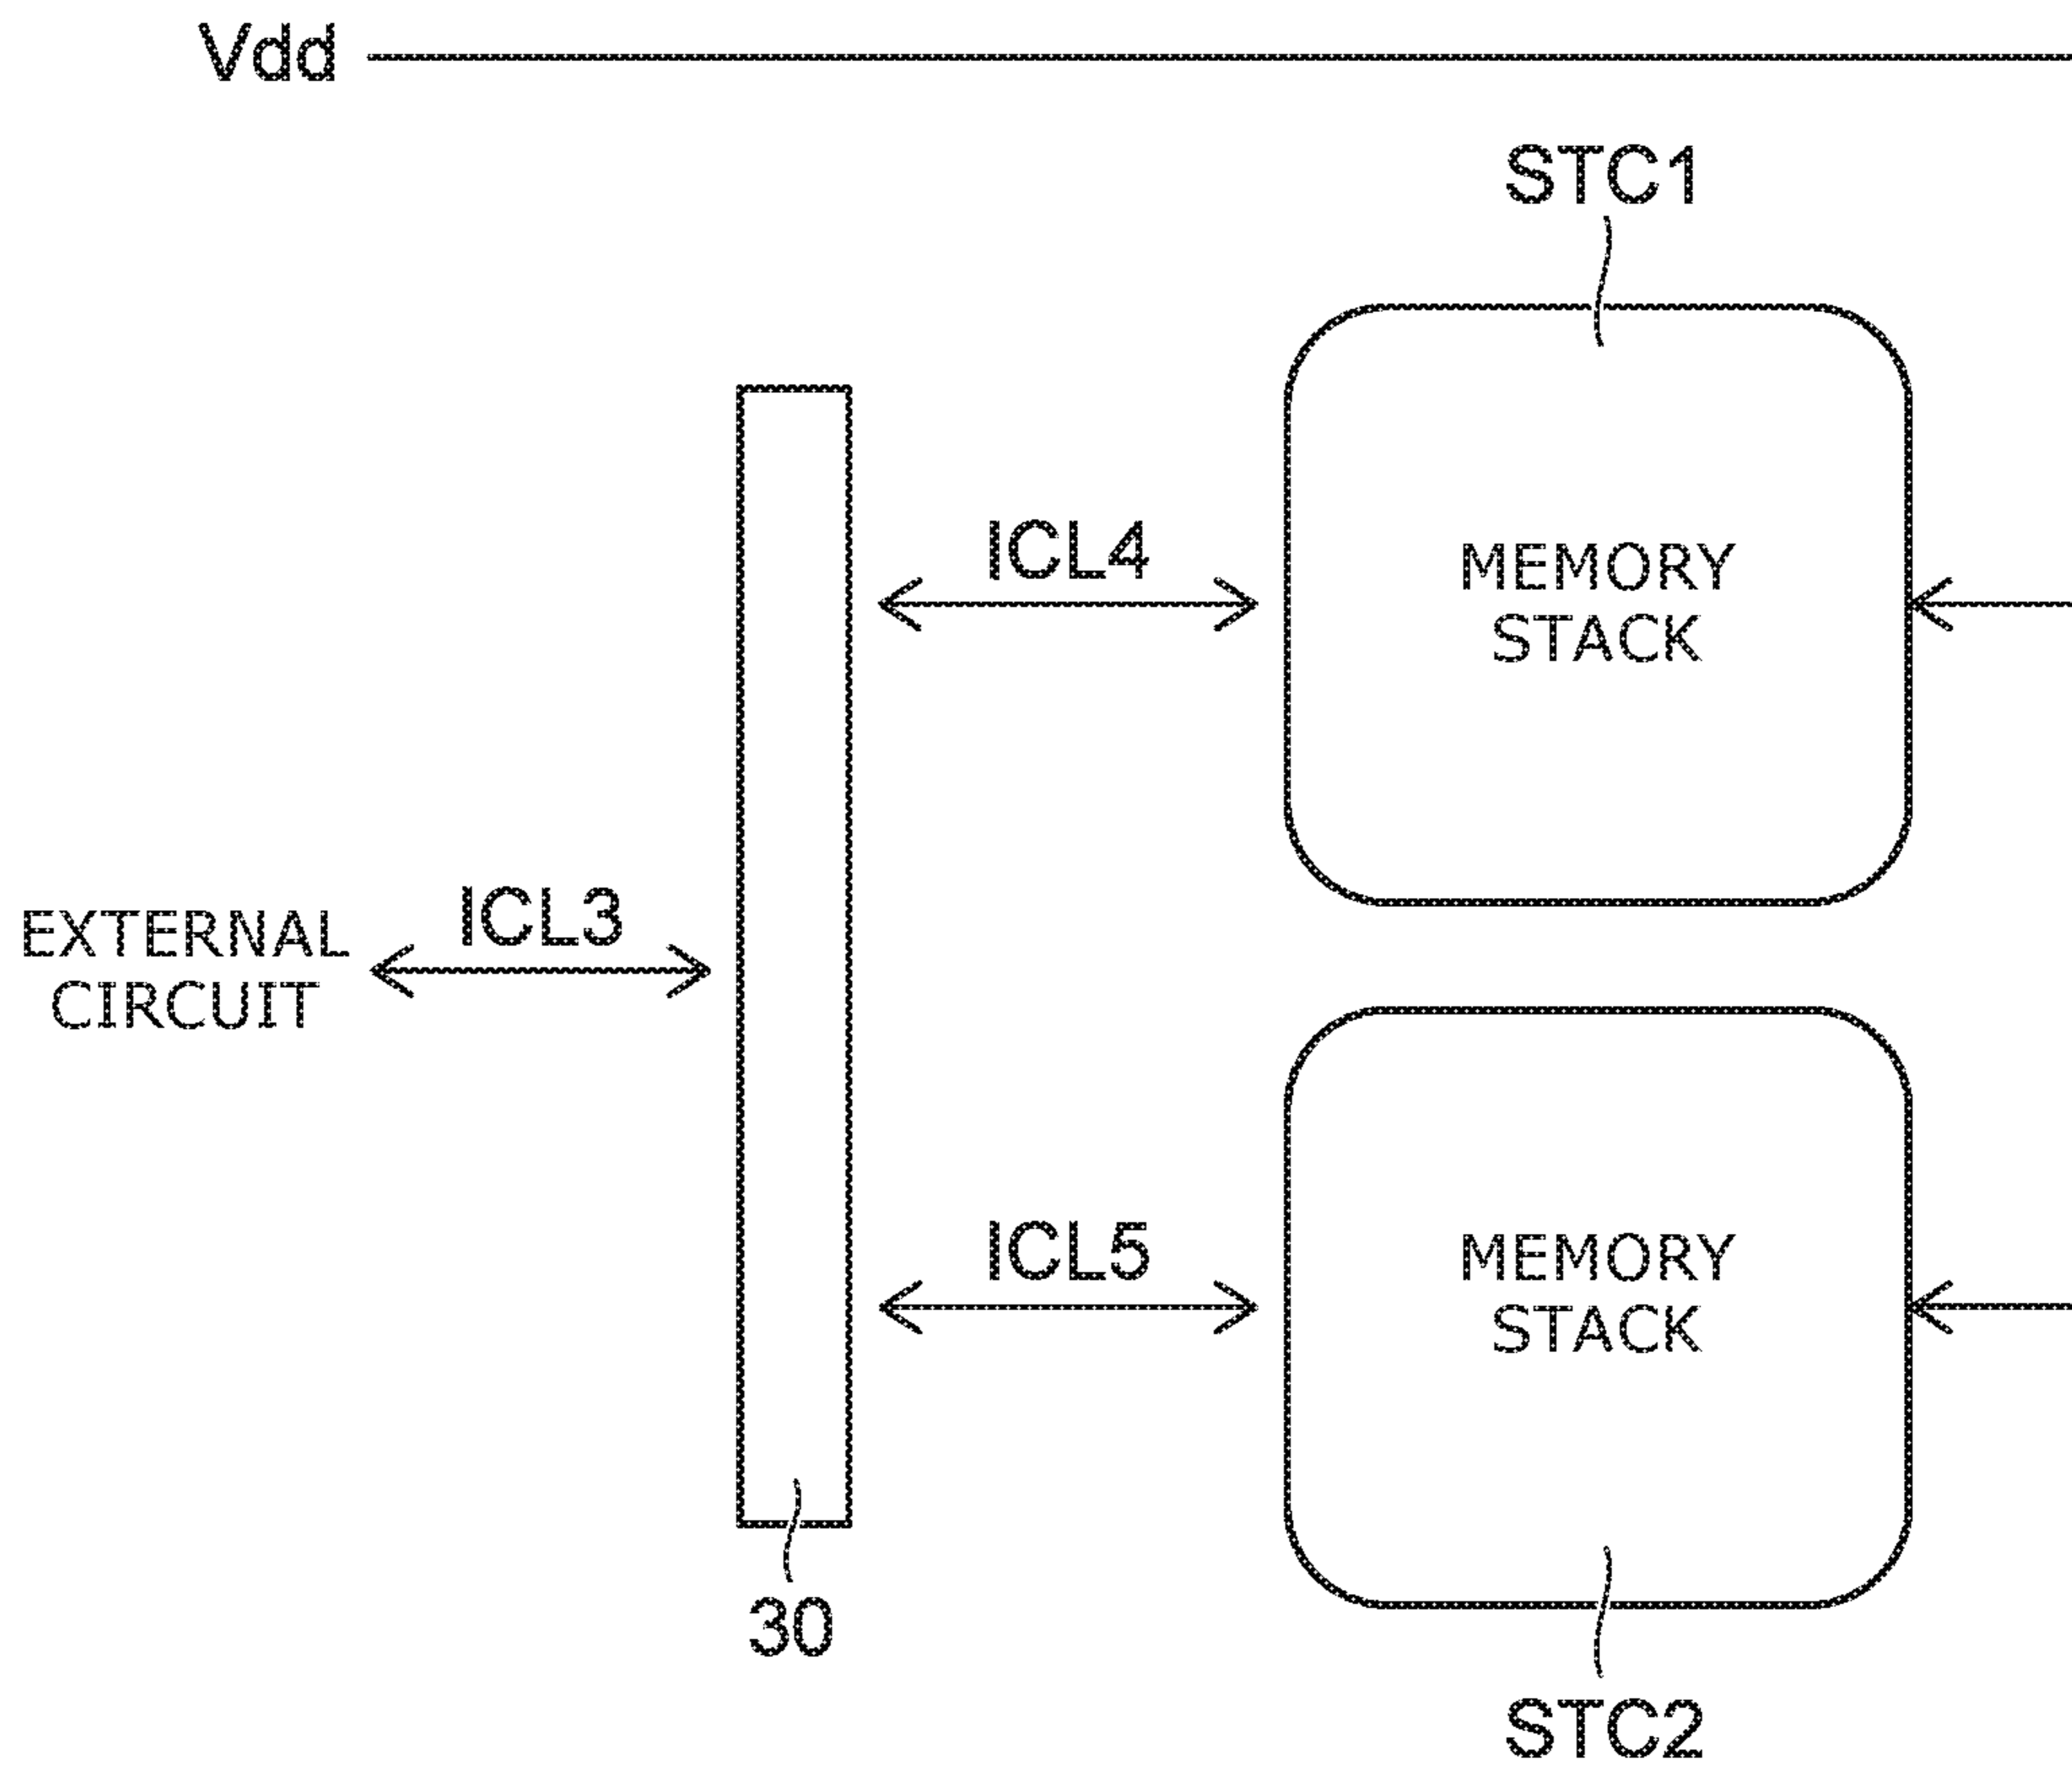 Vdd
STC1
ICL4
MEMORY
STACK
ICL3
EXTERNAL
CIRCUIT
ICL5
MEMORY
STACK
30
STC2